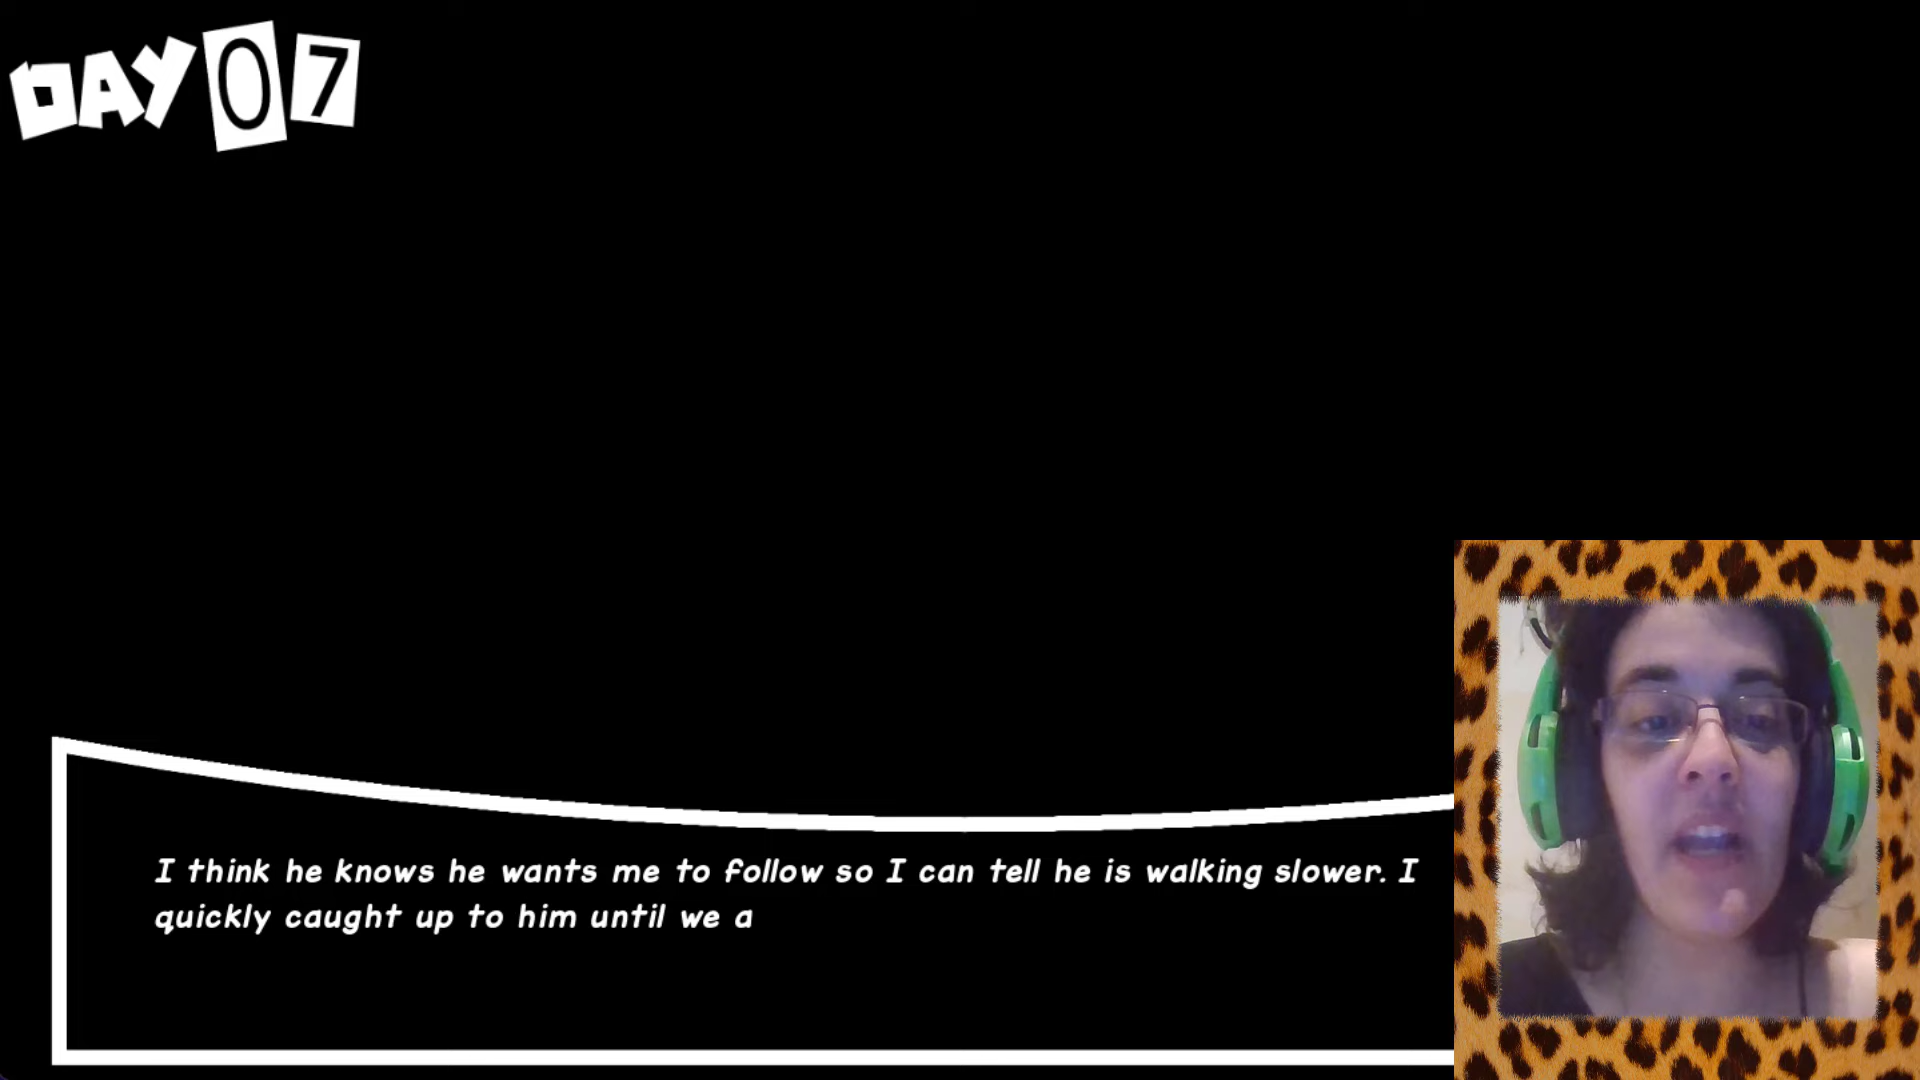 DAY 07
I think he knows he wants me to follow so I can tell he is walking slower. I
quickly caught up to him until we a